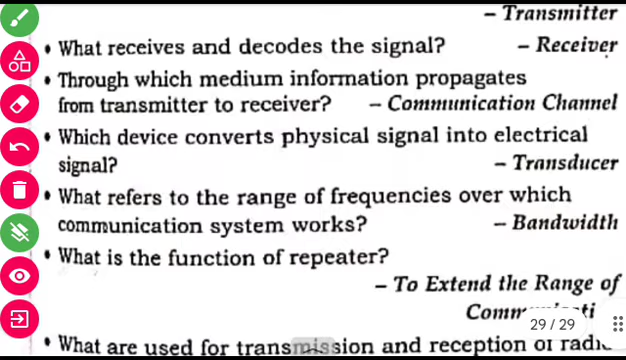 – Transmitter
• What receives and decodes the signal? – Receiver
• Through which medium information propagates
from transmitter to receiver? – Communication Channel
• Which device converts physical signal into electrical
signal? – Transducer
• What refers to the range of frequencies over which
communication system works? – Bandwidth
• What is the function of repeater?
– To Extend the Range of
29 / 29
• What are used for transmission and reception of